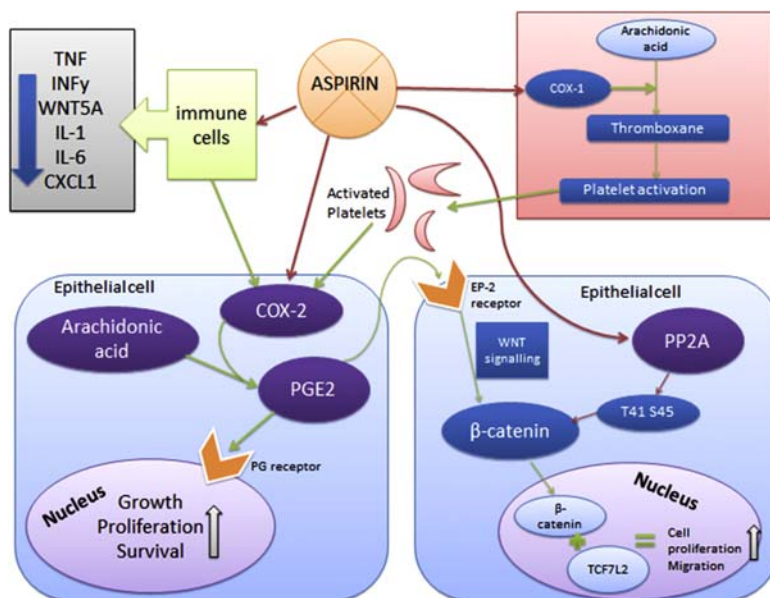 TNF
INFγ
WNT5A
IL-1
IL-6
CXCL1
immune
cells
ASPIRIN
Arachidonic
acid
COX-1
Thromboxane
Platelet activation
Activated
Platelets
Epithelialcell
COX-2
Arachidonic
acid
PGE2
PG receptor
Nucleus
Growth
Proliferation
Survival
EP-2
receptor
Epithelialcell
WNT
signalling
PP2A
T41 S45
β-catenin
Nucleus
β-
catenin
TCF7L2
Cell
proliferation
Migration